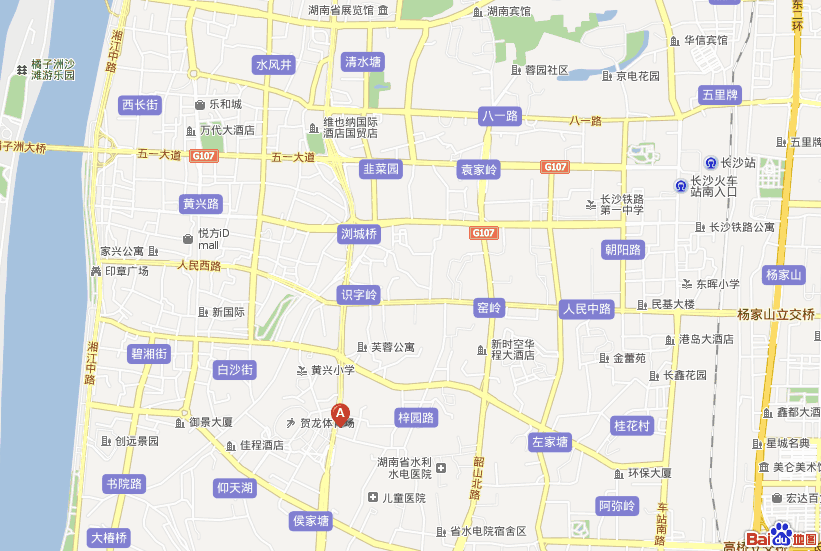 湖南省展览馆
湖南宾馆
东二环
湘江中路
橘子洲沙
滩游乐园
水风井
清水塘
华信宾馆
蓉园社区
京电花园
西长街
乐和城
维也纳国际
酒店国贸店
八一路
八一路
五里牌
万代大酒店
五里牌
子洲大桥
五一大道
G107
五一大道
韭菜园
袁家岭
G107
长沙站
长沙火车
站南入口
黄兴路
长沙铁路
第一中学
悦方iD
mall
浏城桥
G107
长沙铁路公寓
家兴公寓
朝阳路
印章广场
人民西路
杨家山
东晖小学
识字岭
窑岭
人民中路
民基大楼
新国际
杨家山立交桥
湘江中路
碧湘街
芙蓉公寓
新时空华
程大酒店
港岛大酒店
金蕾苑
白沙街
黄兴小学
长鑫花园
A
御景大厦
贺龙体育场
梓园路
桂花村
鑫都大酒
创远景园
佳程酒店
左家塘
星城名典
湖南省水利
水电医院
韶山北路
环保大厦
美仑美术馆
书院路
仰天湖
儿童医院
阿弥岭
车站南路
宏达百
侯家塘
大椿桥
省水电院宿舍区
高桥立交桥
Bai du 地图